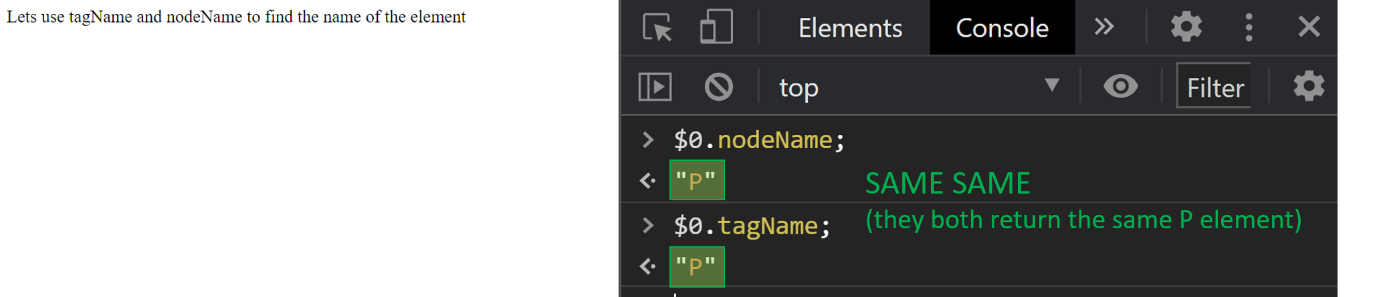 Lets use tagName and nodeName to find the name of the element
Elements Console »
top ▼ Filter
> $0.nodeName;
"P"
SAME SAME
(they both return the same P element)
> $0.tagName;
"P"